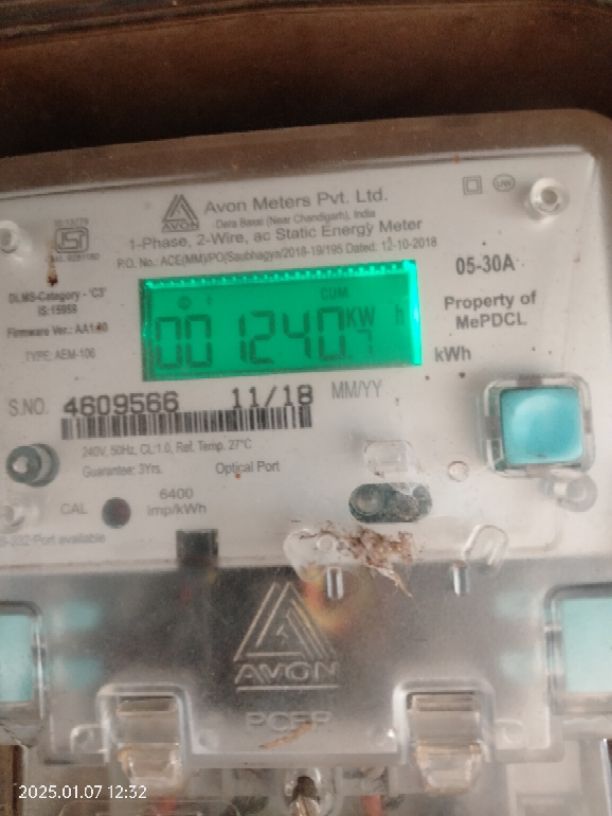 Avon Meters Pvt. Ltd.
AVON
Dera Bassi (Near Chandigarh), India
UW
1-Phase, 2-Wire, ac Static Energy Meter
P.O. No.: ACE(MM)/PO/Saubhagya/2018-19/195 Dated: 12-10-2018
05-30A
DLMS-Category - 'C3'
IS:15959
Firmware Ver.:
TYPE: AEM-106
CUM
001240.7 KW h
Property of
MePDCL
kWh
S.NO. 4609566 11/18 MM/YY
240V, 50Hz, CL:1.0, Ref. Temp. 27°C
Guarantee: 3Yrs. Optical Port
CAL
6400
imp/kWh
-Port available
AVON
2025.01.07 12:32